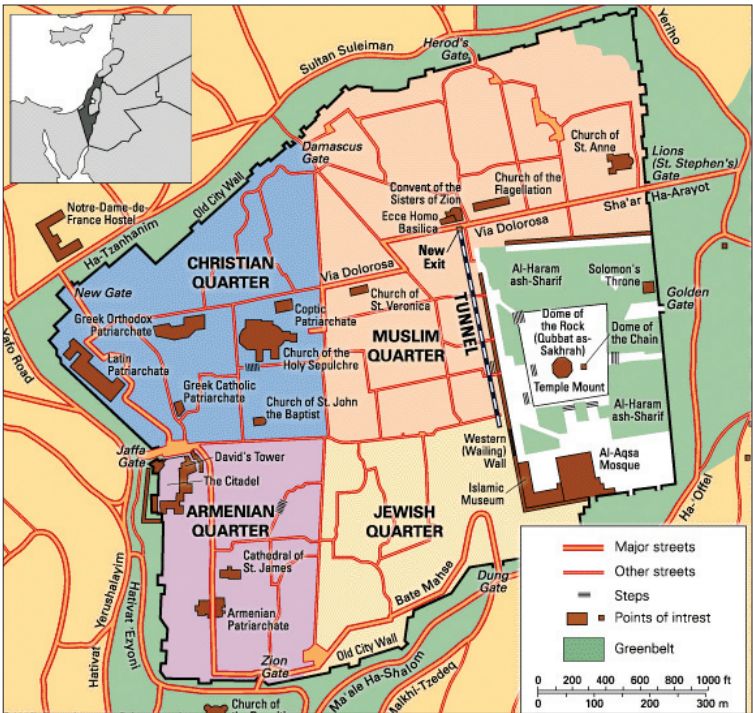 Sultan Suleiman
Herod's
Gate
Yeriho
Damascus
Gate
Church of
St. Anne
Lions
(St. Stephen's)
Gate
Old City Wall
Notre-Dame-de-
France Hostel
Ha-Tzanhanim
Convent of the
Sisters of Zion
Church of the
Flagellation
Ecce Homo
Basilica
Via Dolorosa
Sha'ar
Ha-Arayot
New
Exit
CHRISTIAN
QUARTER
Via Dolorosa
New Gate
Al-Haram
ash-Sharif
Solomon's
Throne
Golden
Gate
Greek Orthodox
Patriarchate
Coptic
Patriarchate
Church of
St. Veronica
TUNNEL
Dome of
the Rock
(Qubbat as-
Sakhrah)
Dome of
the Chain
MUSLIM
QUARTER
Yafo Road
Latin
Patriarchate
Church of the
Holy Sepulchre
Temple Mount
Greek Catholic
Patriarchate
Church of St. John
the Baptist
Al-Haram
ash-Sharif
Jaffa
Gate
David's Tower
The Citadel
Western
(Wailing)
Wall
Al-Aqsa
Mosque
Islamic
Museum
ARMENIAN
QUARTER
JEWISH
QUARTER
Ha-'Ofel
Cathedral of
St. James
Armenian
Patriarchate
Bate Mahse
Dung
Gate
Hativat
Yerushalayim
Hativat 'Ezyoni
Old City Wall
Zion
Gate
Ma'ale Ha-Shalom
Malkhi-Tzedeq
Church of
Major streets
Other streets
Steps
Points of intrest
Greenbelt
0 200 400 600 800 1000 ft
0 100 200 300 m